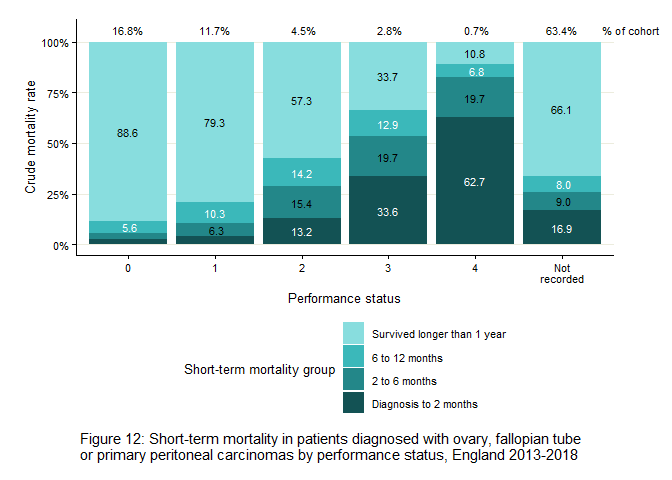 16.8% 11.7% 4.5% 2.8% 0.7% 63.4% % of cohort
100%
75%
50%
25%
0%
Crude mortality rate
88.6
5.6
79.3
10.3
6.3
57.3
14.2
15.4
13.2
33.7
12.9
19.7
33.6
10.8
6.8
19.7
62.7
66.1
8.0
9.0
16.9
0 1 2 3 4 Not
recorded
Performance status
Short-term mortality group
Survived longer than 1 year
6 to 12 months
2 to 6 months
Diagnosis to 2 months
Figure 12: Short-term mortality in patients diagnosed with ovary, fallopian tube
or primary peritoneal carcinomas by performance status, England 2013-2018